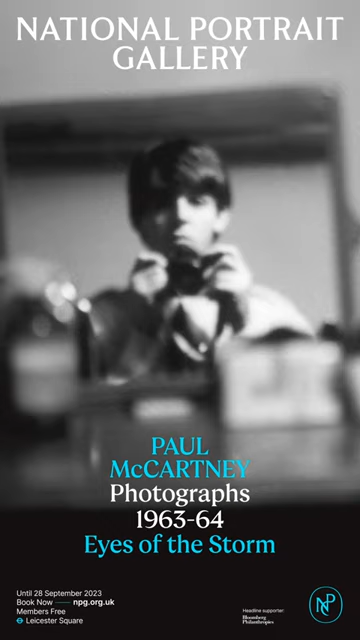 NATIONAL PORTRAIT
GALLERY
PAUL
McCARTNEY
Photographs
1963-64
Eyes of the Storm
Until 28 September 2023
Book Now — npg.org.uk
Members Free
Leicester Square
Headline supporter:
Bloomberg
Philanthropies
NP